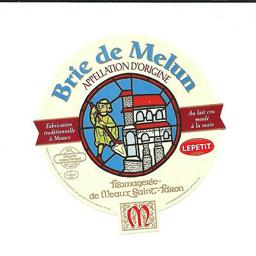 Brie de Melun
APPELLATION D'ORIGINE
Fabrication
traditionnelle
à Meaux
Au lait cru
moulé
à la main
LEPETIT
Fromagerie
de Meaux Saint-Faron
M